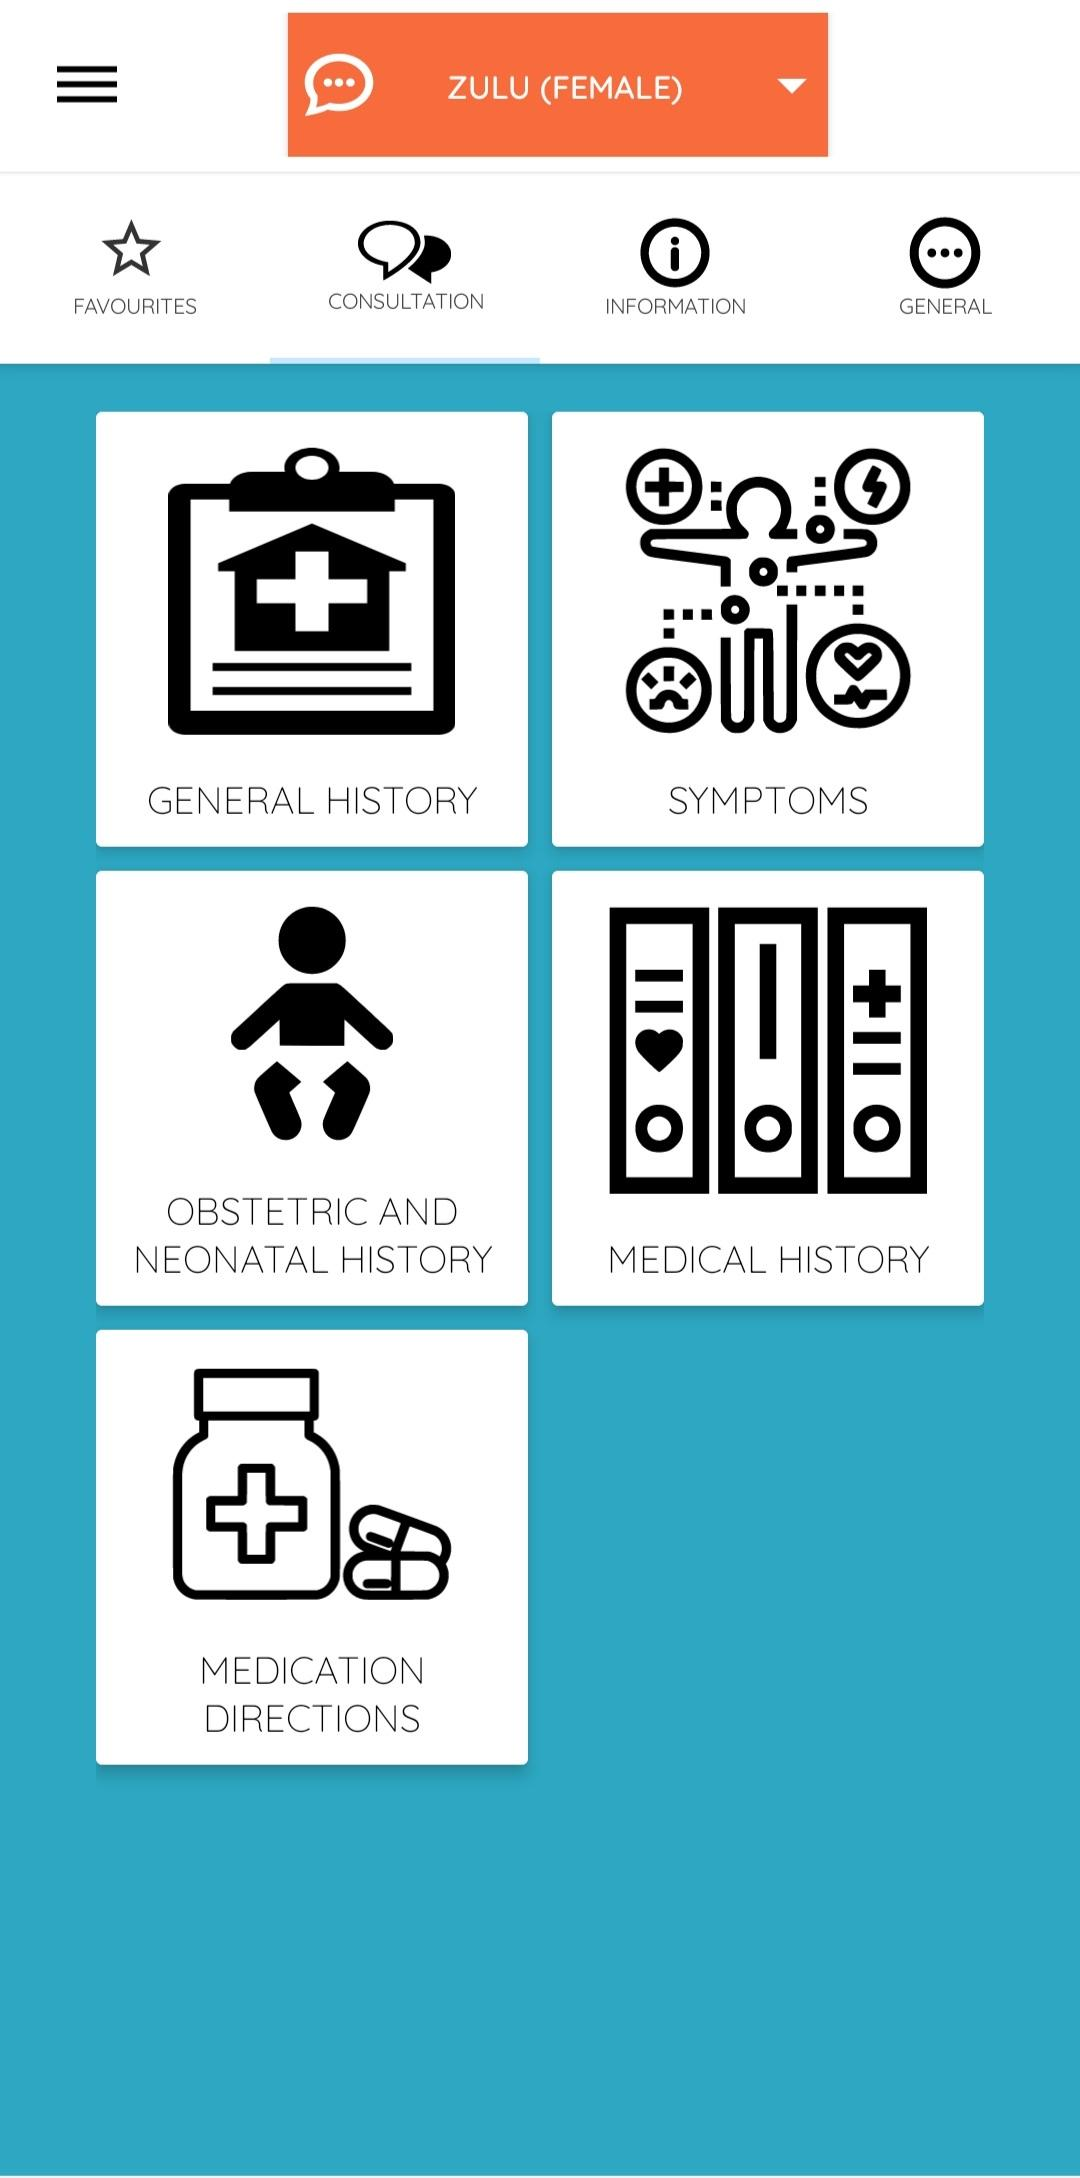 ZULU (FEMALE)
FAVOURITES
CONSULTATION
INFORMATION
GENERAL
GENERAL HISTORY
SYMPTOMS
OBSTETRIC AND
NEONATAL HISTORY
MEDICAL HISTORY
MEDICATION
DIRECTIONS